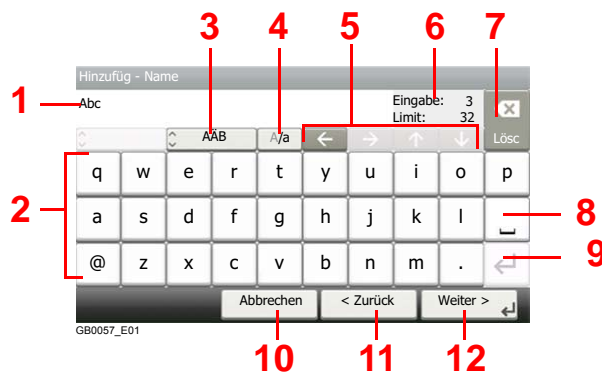 3 4 5 6 7
Hinzufüg - Name
1 Abc Eingabe: 3
Limit: 32
AÄB A/a ← → ↑ ↓ Lösc
q w e r t y u i o p
2 a s d f g h j k l 8
@ z x c v b n m . 9
Abbrechen < Zurück Weiter >
GB0057_E01
10 11 12